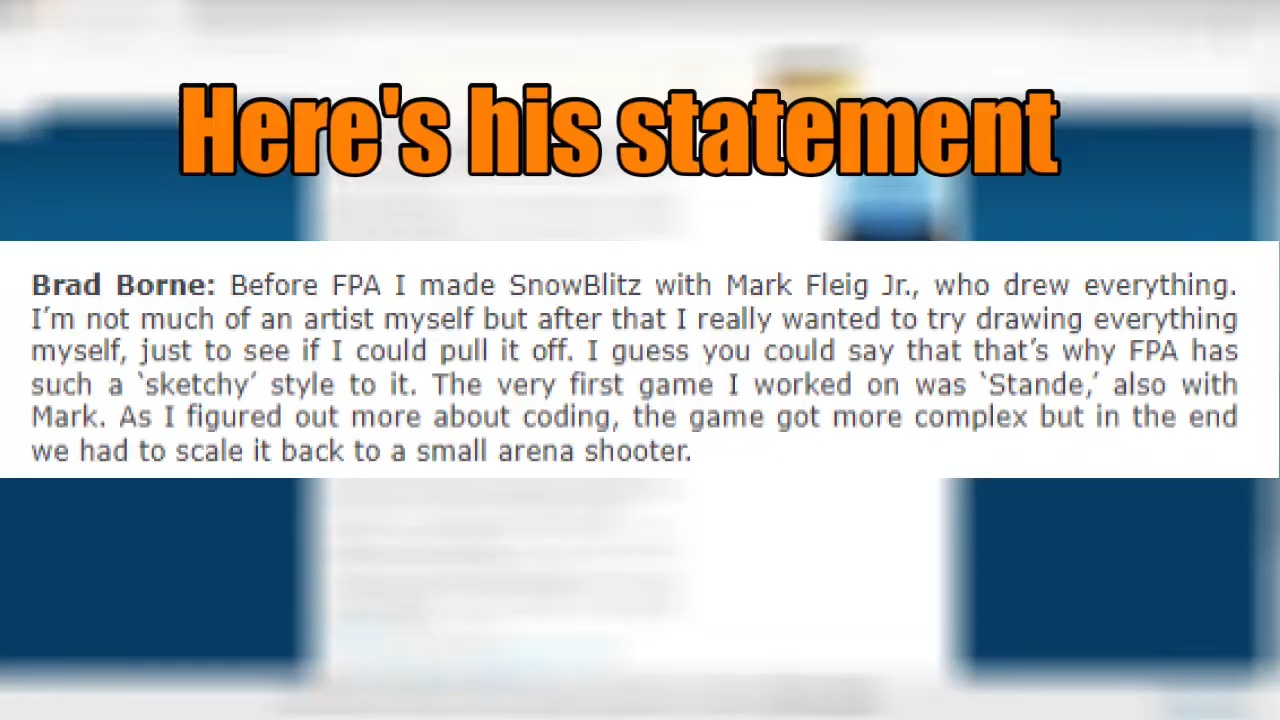 Here's his statement
Brad Borne: Before FPA I made SnowBlitz with Mark Fleig Jr., who drew everything.
I’m not much of an artist myself but after that I really wanted to try drawing everything
myself, just to see if I could pull it off. I guess you could say that that’s why FPA has
such a ‘sketchy’ style to it. The very first game I worked on was ‘Stande,’ also with
Mark. As I figured out more about coding, the game got more complex but in the end
we had to scale it back to a small arena shooter.